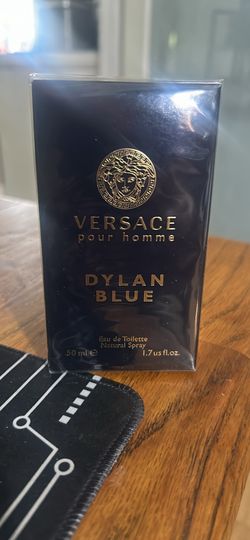 VERSACE
pour homme
DYLAN
BLUE
Eau de Toilette
Natural Spray
50 ml ℮ 1.7 us fl.oz.